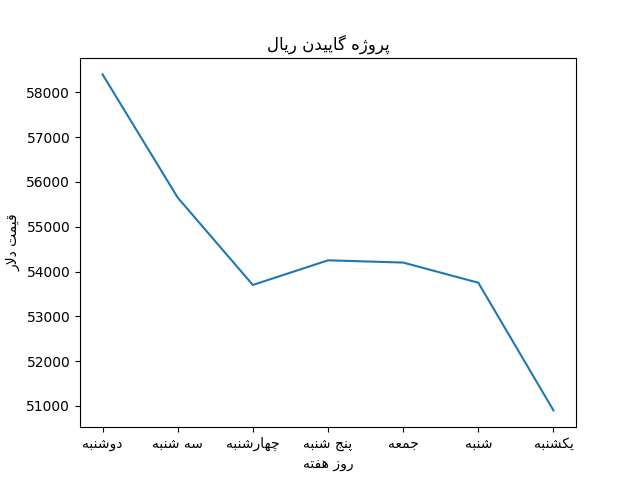 پروژه گاییدن ریال
قیمت دلار
58000
57000
56000
55000
54000
53000
52000
51000
دوشنبه
سه شنبه
چهارشنبه
پنج شنبه
جمعه
شنبه
یکشنبه
روز هفته